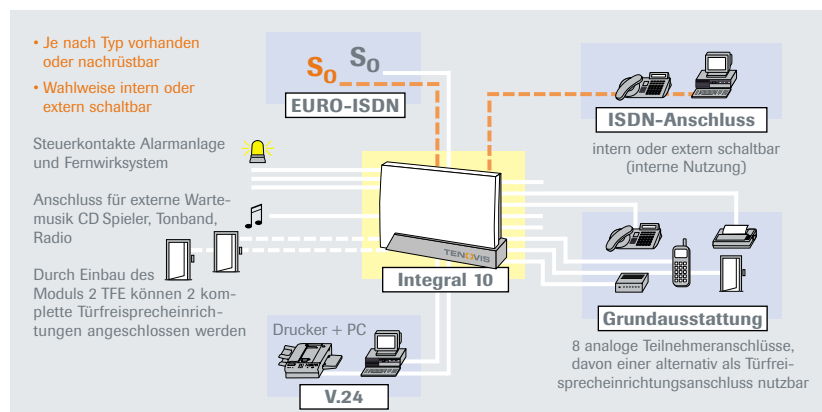 • Je nach Typ vorhanden
oder nachrüstbar
• Wahlweise intern oder
extern schaltbar
Steuerkontakte Alarmanlage
und Fernwirksystem
Anschluss für externe Warte-
musik CD Spieler, Tonband,
Radio
Durch Einbau des
Moduls 2 TFE können 2 kom-
plette Türfreisprecheinrich-
tungen angeschlossen werden
S0 S0
EURO-ISDN
ISDN-Anschluss
intern oder extern schaltbar
(interne Nutzung)
TENOVIS
Integral 10
Grundausstattung
8 analoge Teilnehmeranschlüsse,
davon einer alternativ als Türfrei-
sprecheinrichtungsanschluss nutzbar
Drucker + PC
V.24